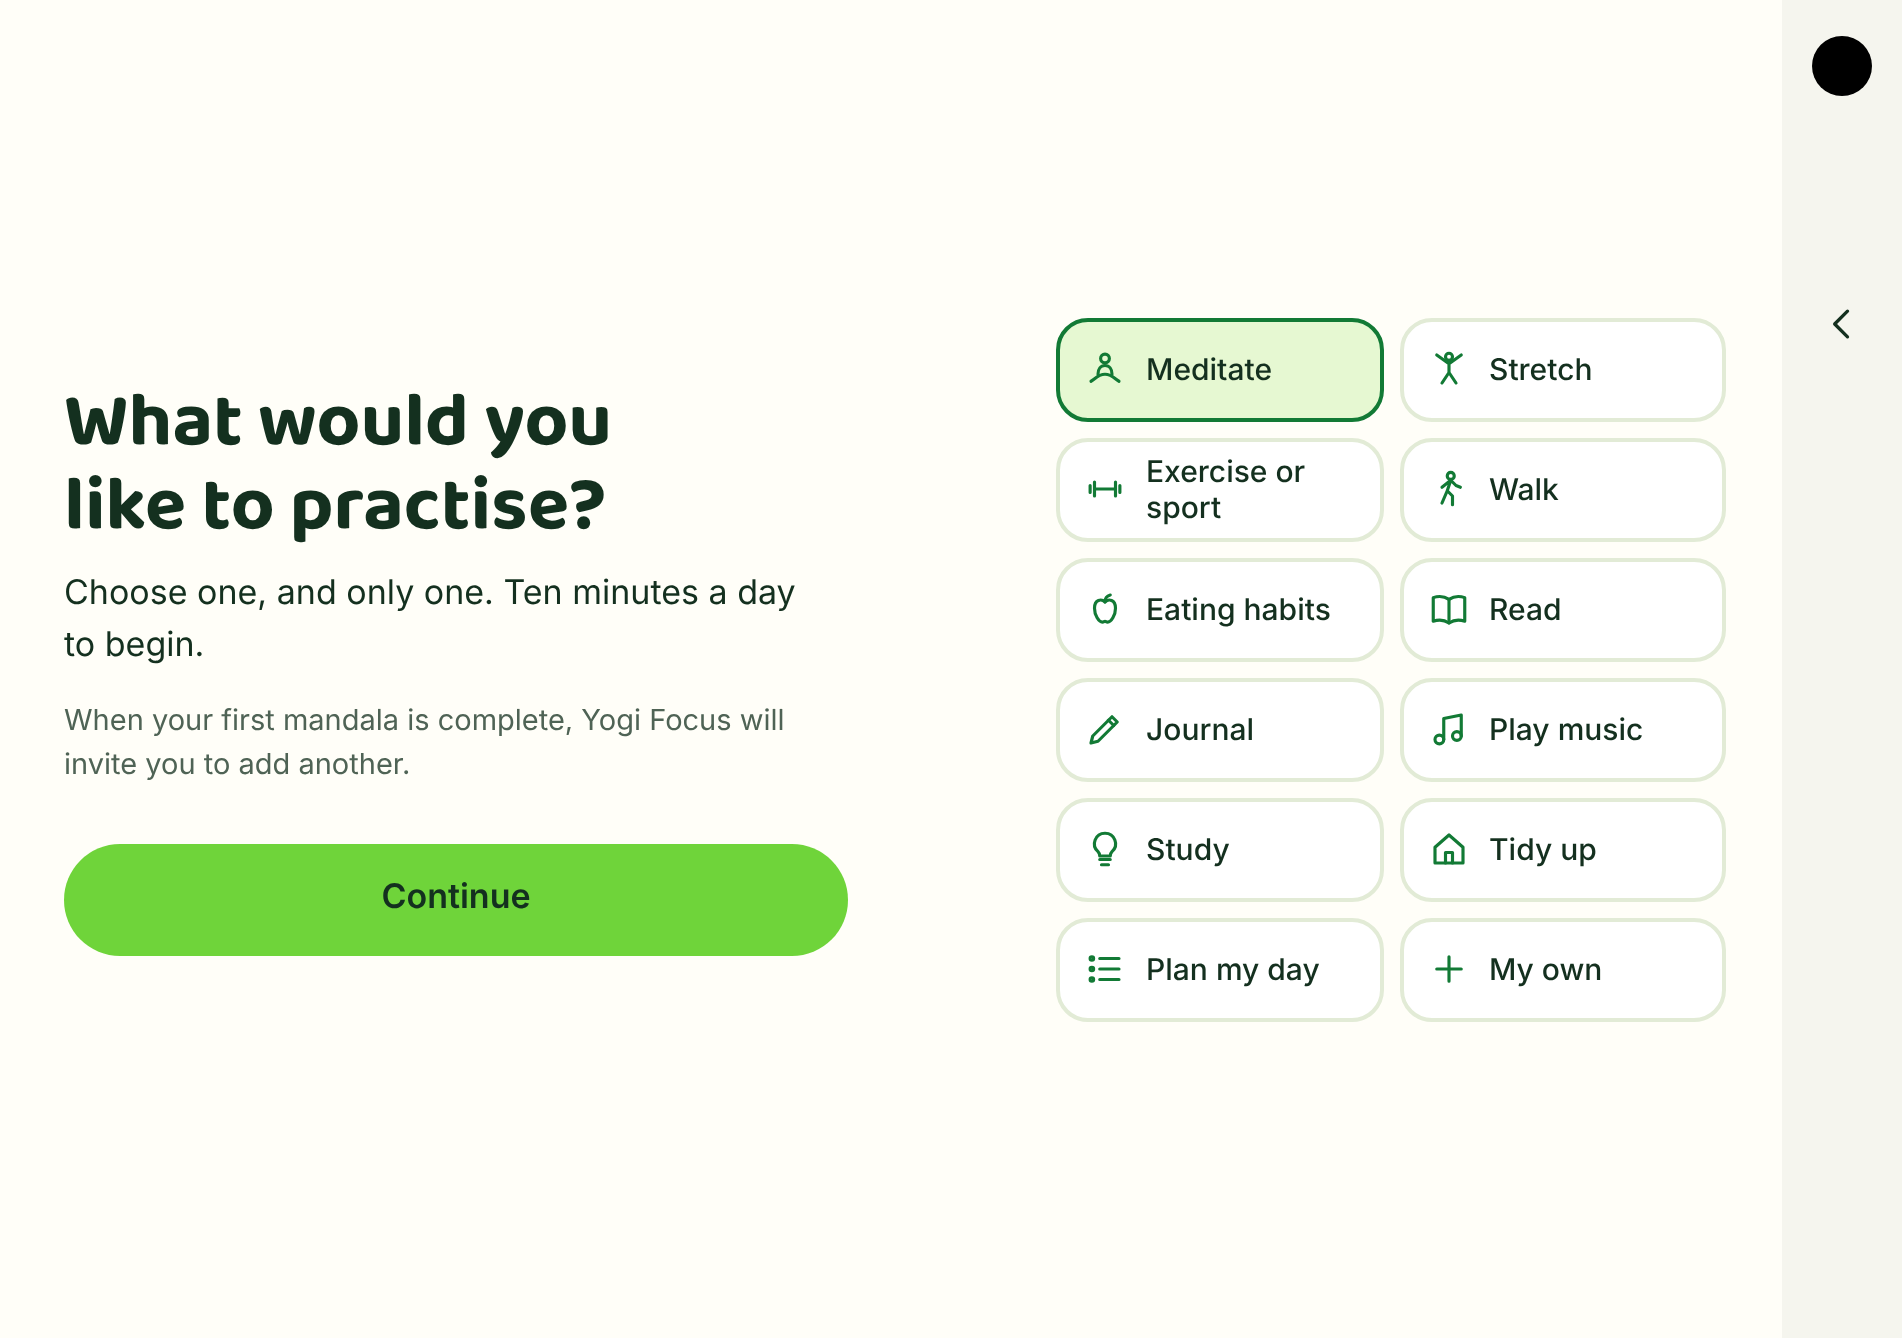 What would you
like to practise?
Choose one, and only one. Ten minutes a day
to begin.
When your first mandala is complete, Yogi Focus will
invite you to add another.
Continue
Meditate
Stretch
Exercise or
sport
Walk
Eating habits
Read
Journal
Play music
Study
Tidy up
Plan my day
My own